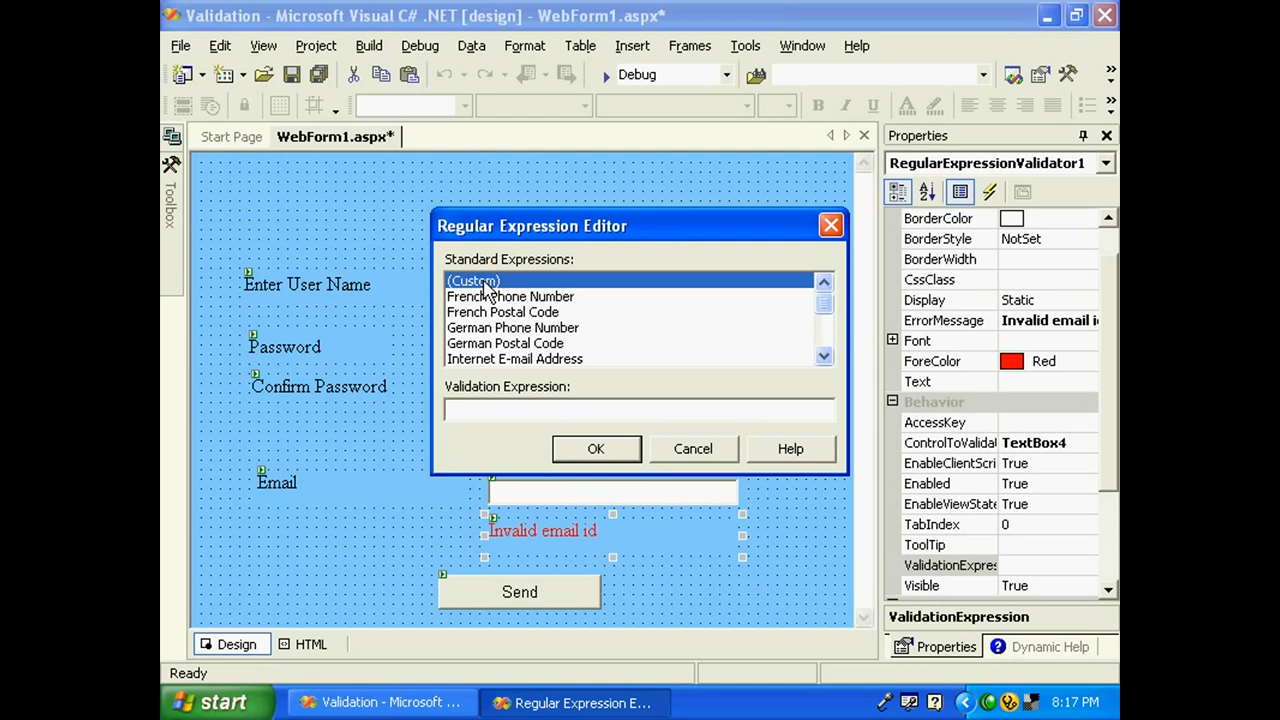 Validation - Microsoft Visual C# .NET [design] - WebForm1.aspx*
File Edit View Project Build Debug Data Format Table Insert Frames Tools Window Help
Debug
B I U A
Start Page WebForm1.aspx*
Toolbox
Enter User Name
Password
Confirm Password
Email
Invalid email id
Send
Regular Expression Editor
Standard Expressions:
(Custom)
French Phone Number
French Postal Code
German Phone Number
German Postal Code
Internet E-mail Address
Validation Expression:
OK Cancel Help
Properties
RegularExpressionValidator1
BorderColor
BorderStyle NotSet
BorderWidth
CssClass
Display Static
ErrorMessage Invalid email i
Font
ForeColor Red
Text
Behavior
AccessKey
ControlToValida TextBox4
EnableClientScri True
Enabled True
EnableViewState True
TabIndex 0
ToolTip
ValidationExpres
Visible True
ValidationExpression
Properties Dynamic Help
Design HTML
Ready
start Validation - Microsoft ... Regular Expression E... 8:17 PM